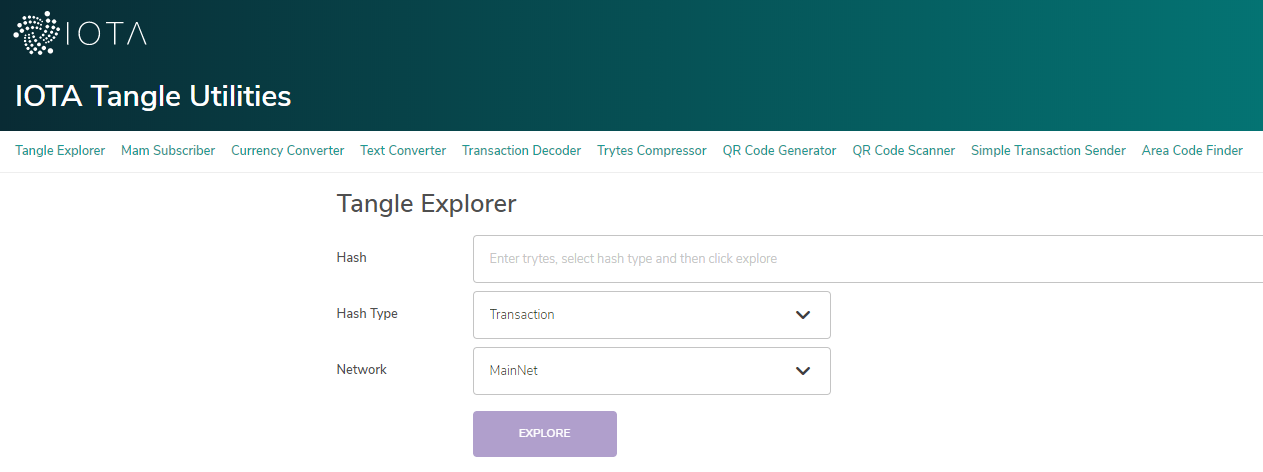 IOTA
IOTA Tangle Utilities
Tangle Explorer Mam Subscriber Currency Converter Text Converter Transaction Decoder Trytes Compressor QR Code Generator QR Code Scanner Simple Transaction Sender Area Code Finder
Tangle Explorer
Hash Enter trytes, select hash type and then click explore
Hash Type Transaction
Network MainNet
EXPLORE